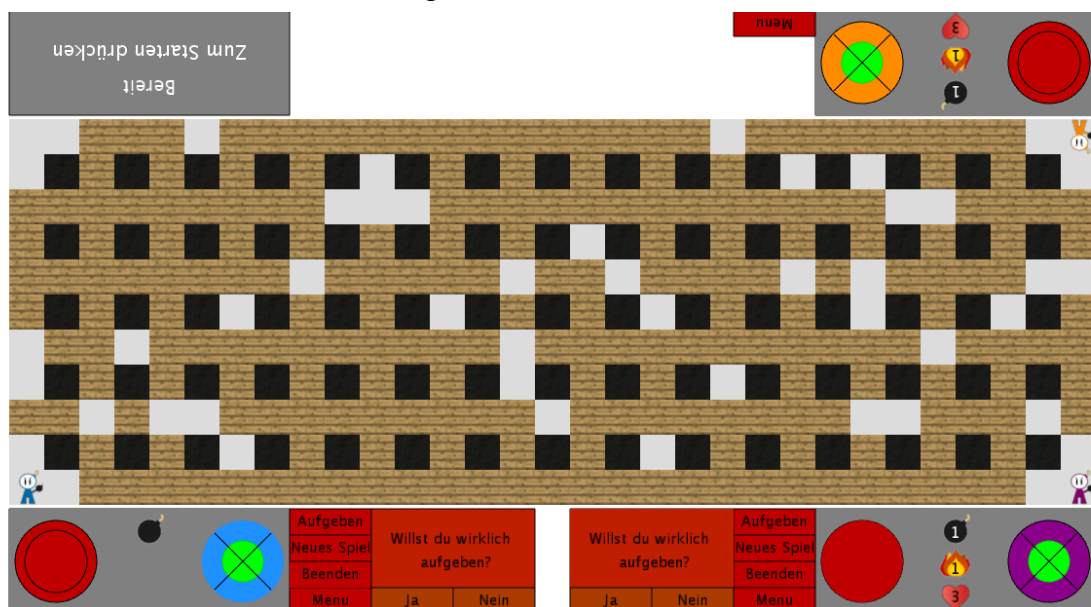 Bereit
Zum Starten drücken
Menu
3
1
1
Aufgeben
Neues Spiel
Beenden
Menu
Willst du wirklich
aufgeben?
Ja
Nein
Willst du wirklich
aufgeben?
Ja
Nein
Aufgeben
Neues Spiel
Beenden
Menu
1
1
3